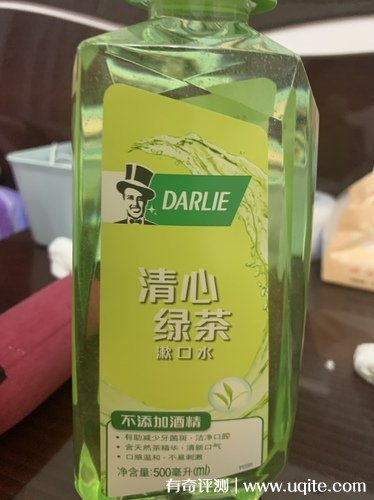 DARLIE
清心
绿茶
漱口水
不添加酒精
• 有助减少牙菌斑，洁净口腔
• 含天然茶精华，清新口气
• 口感温和，不易刺激
净含量:500毫升(ml)
有奇评测 | www.uqite.com